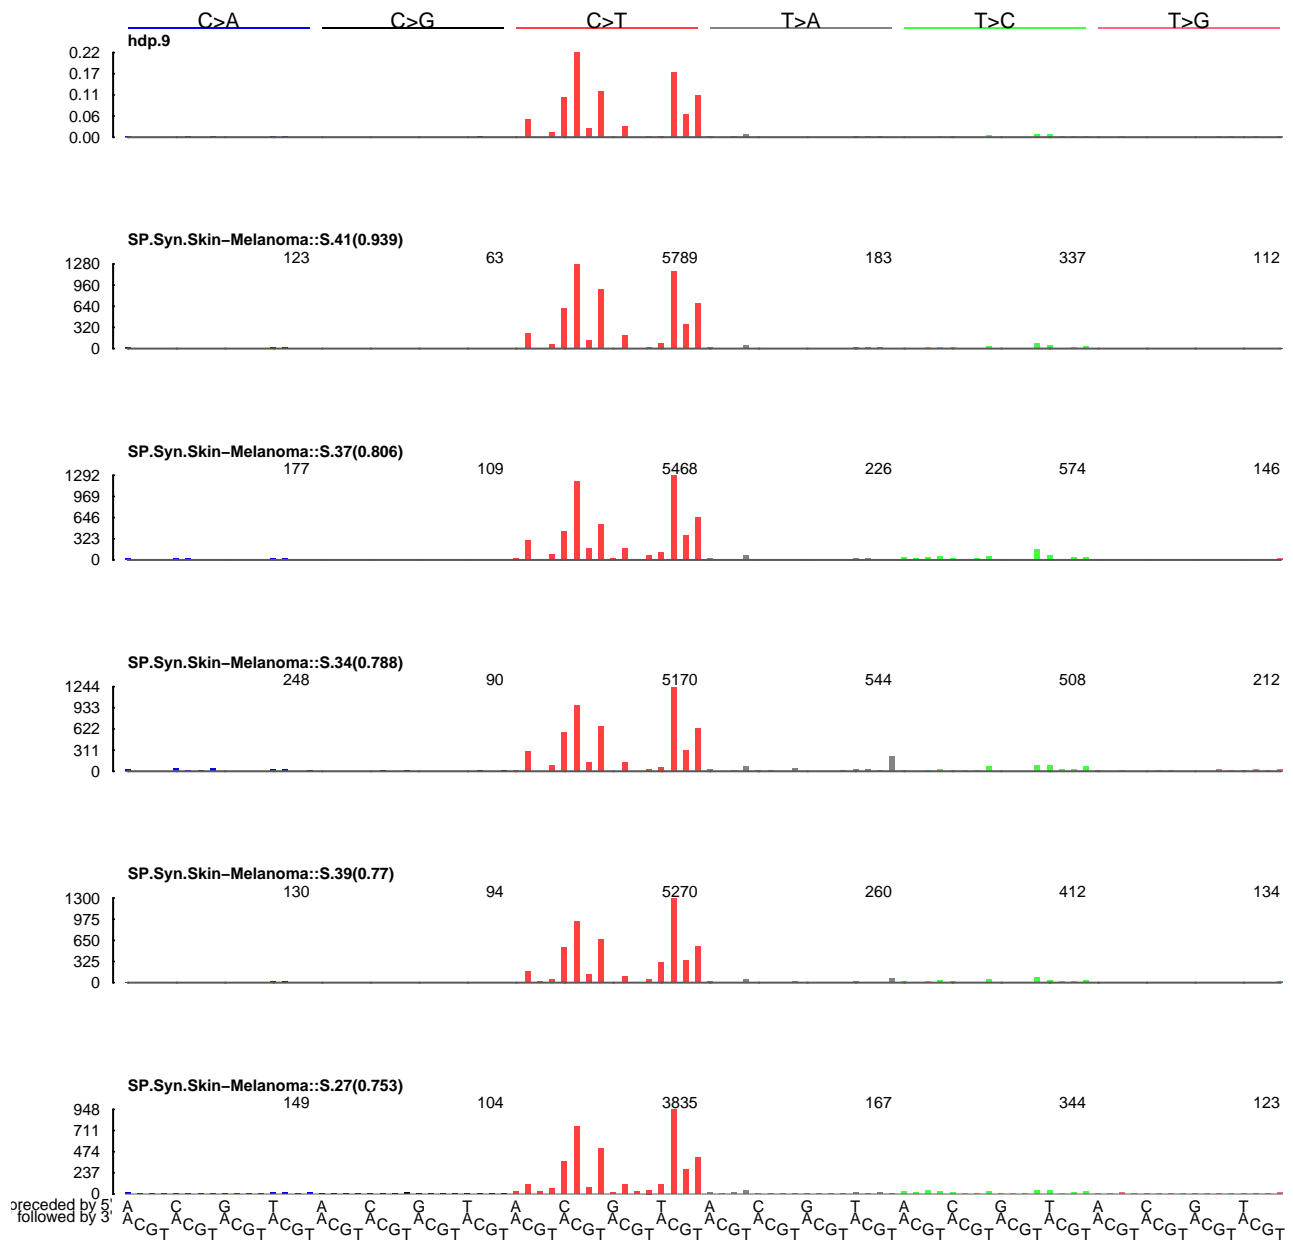 C>A C>G C>T T>A T>C T>G
hdp.9
0.22
0.17
0.11
0.06
0.00
SP.Syn.Skin−Melanoma::S.41(0.939)
123 63 5789 183 337 112
1280
960
640
320
0
SP.Syn.Skin−Melanoma::S.37(0.806)
177 109 5468 226 574 146
1292
969
646
323
0
SP.Syn.Skin−Melanoma::S.34(0.788)
248 90 5170 544 508 212
1244
933
622
311
0
SP.Syn.Skin−Melanoma::S.39(0.77)
130 94 5270 260 412 134
1300
975
650
325
0
SP.Syn.Skin−Melanoma::S.27(0.753)
149 104 3835 167 344 123
948
711
474
237
0
preceded by 5' A C G T A C G T A C G T A C G T A C G T A C G T
followed by 3' A C G T A C G T A C G T A C G T A C G T A C G T A C G T A C G T A C G T A C G T A C G T A C G T A C G T A C G T A C G T A C G T A C G T A C G T A C G T A C G T A C G T A C G T A C G T A C G T